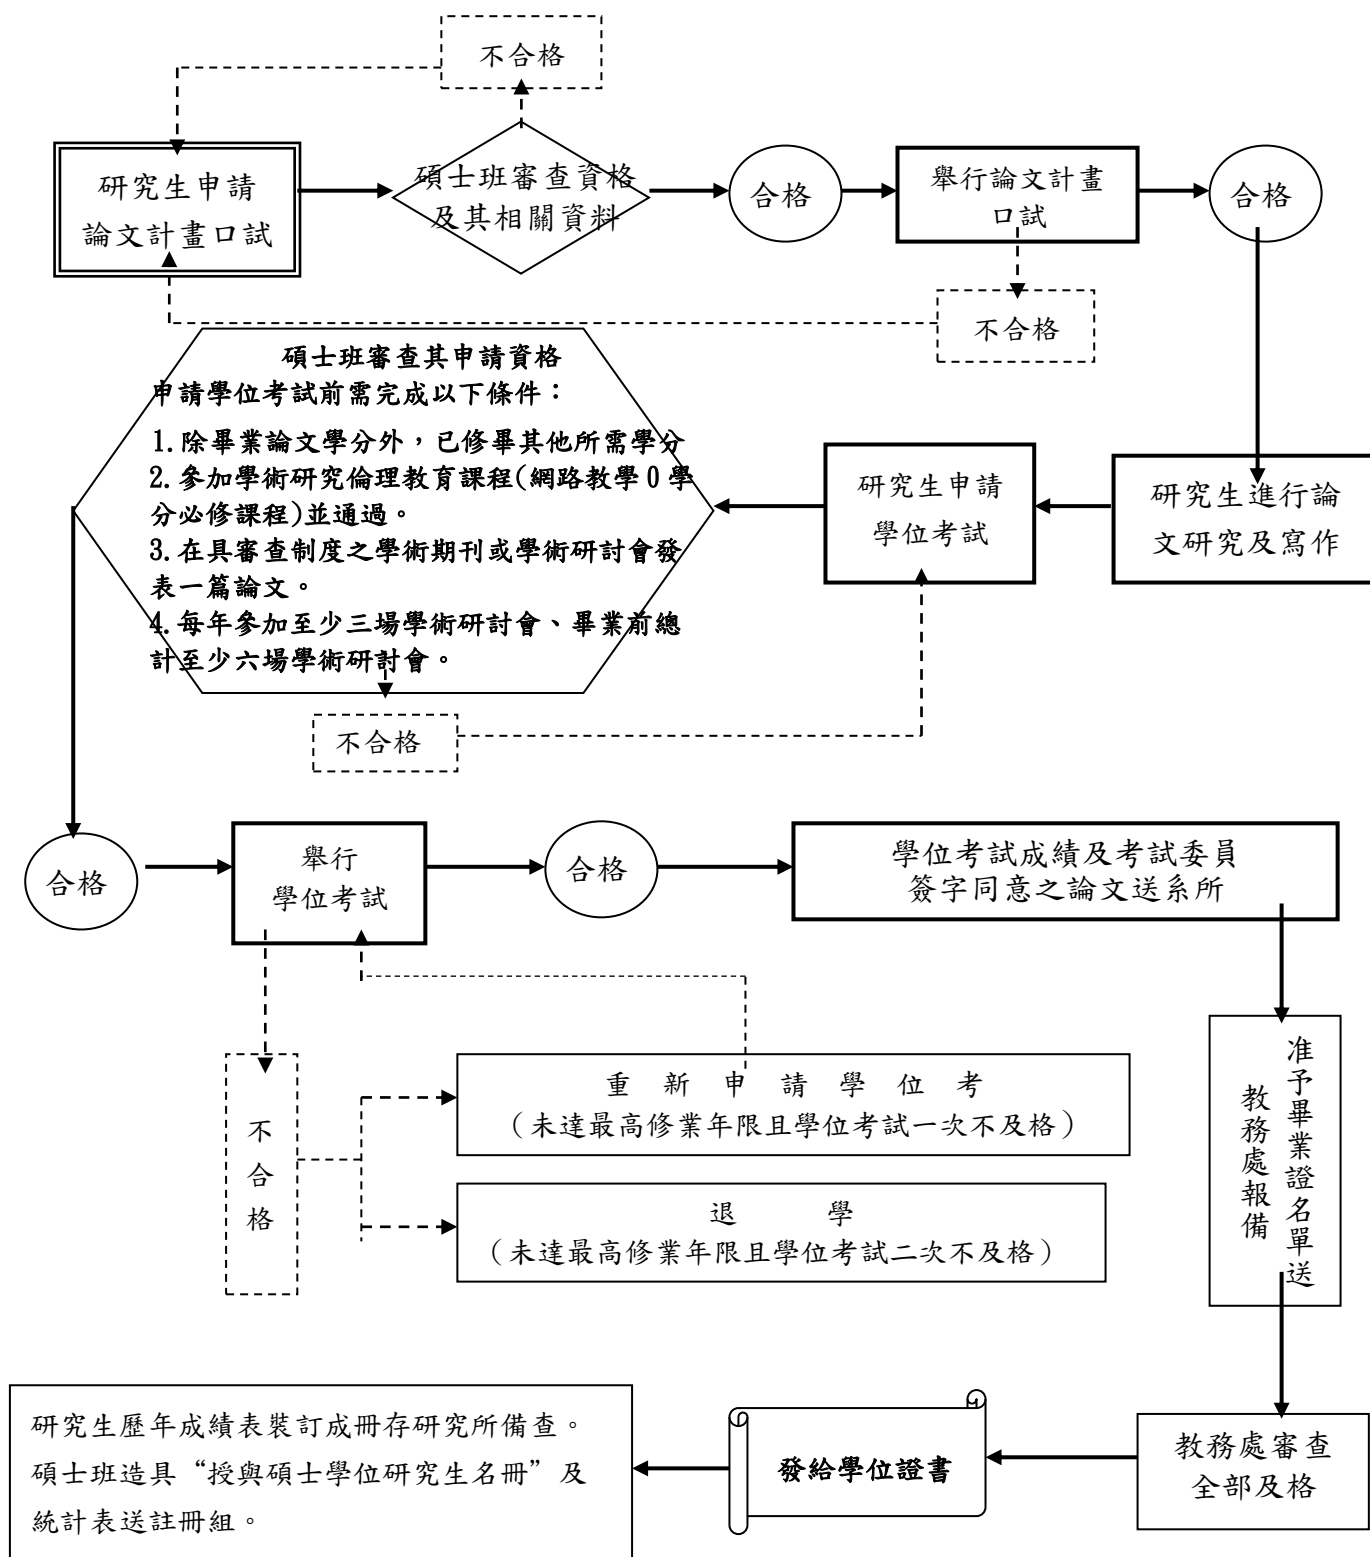 不合格
研究生申請
論文計畫口試
碩士班審查資格
及其相關資料
合格
舉行論文計畫
口試
合格
不合格
碩士班審查其申請資格
申請學位考試前需完成以下條件：
1.除畢業論文學分外，已修畢其他所需學分
2.參加學術研究倫理教育課程(網路教學0學
分必修課程)並通過。
3.在具審查制度之學術期刊或學術研討會發
表一篇論文。
4.每年參加至少三場學術研討會、畢業前總
計至少六場學術研討會。
研究生申請
學位考試
研究生進行論
文研究及寫作
不合格
合格
舉行
學位考試
合格
學位考試成績及考試委員
簽字同意之論文送系所
不合格
重新申請學位考
（未達最高修業年限且學位考試一次不及格）
退學
（未達最高修業年限且學位考試二次不及格）
准予畢業證名單送
教務處報備
研究生歷年成績表裝訂成冊存研究所備查。
碩士班造具“授與碩士學位研究生名冊”及
統計表送註冊組。
發給學位證書
教務處審查
全部及格